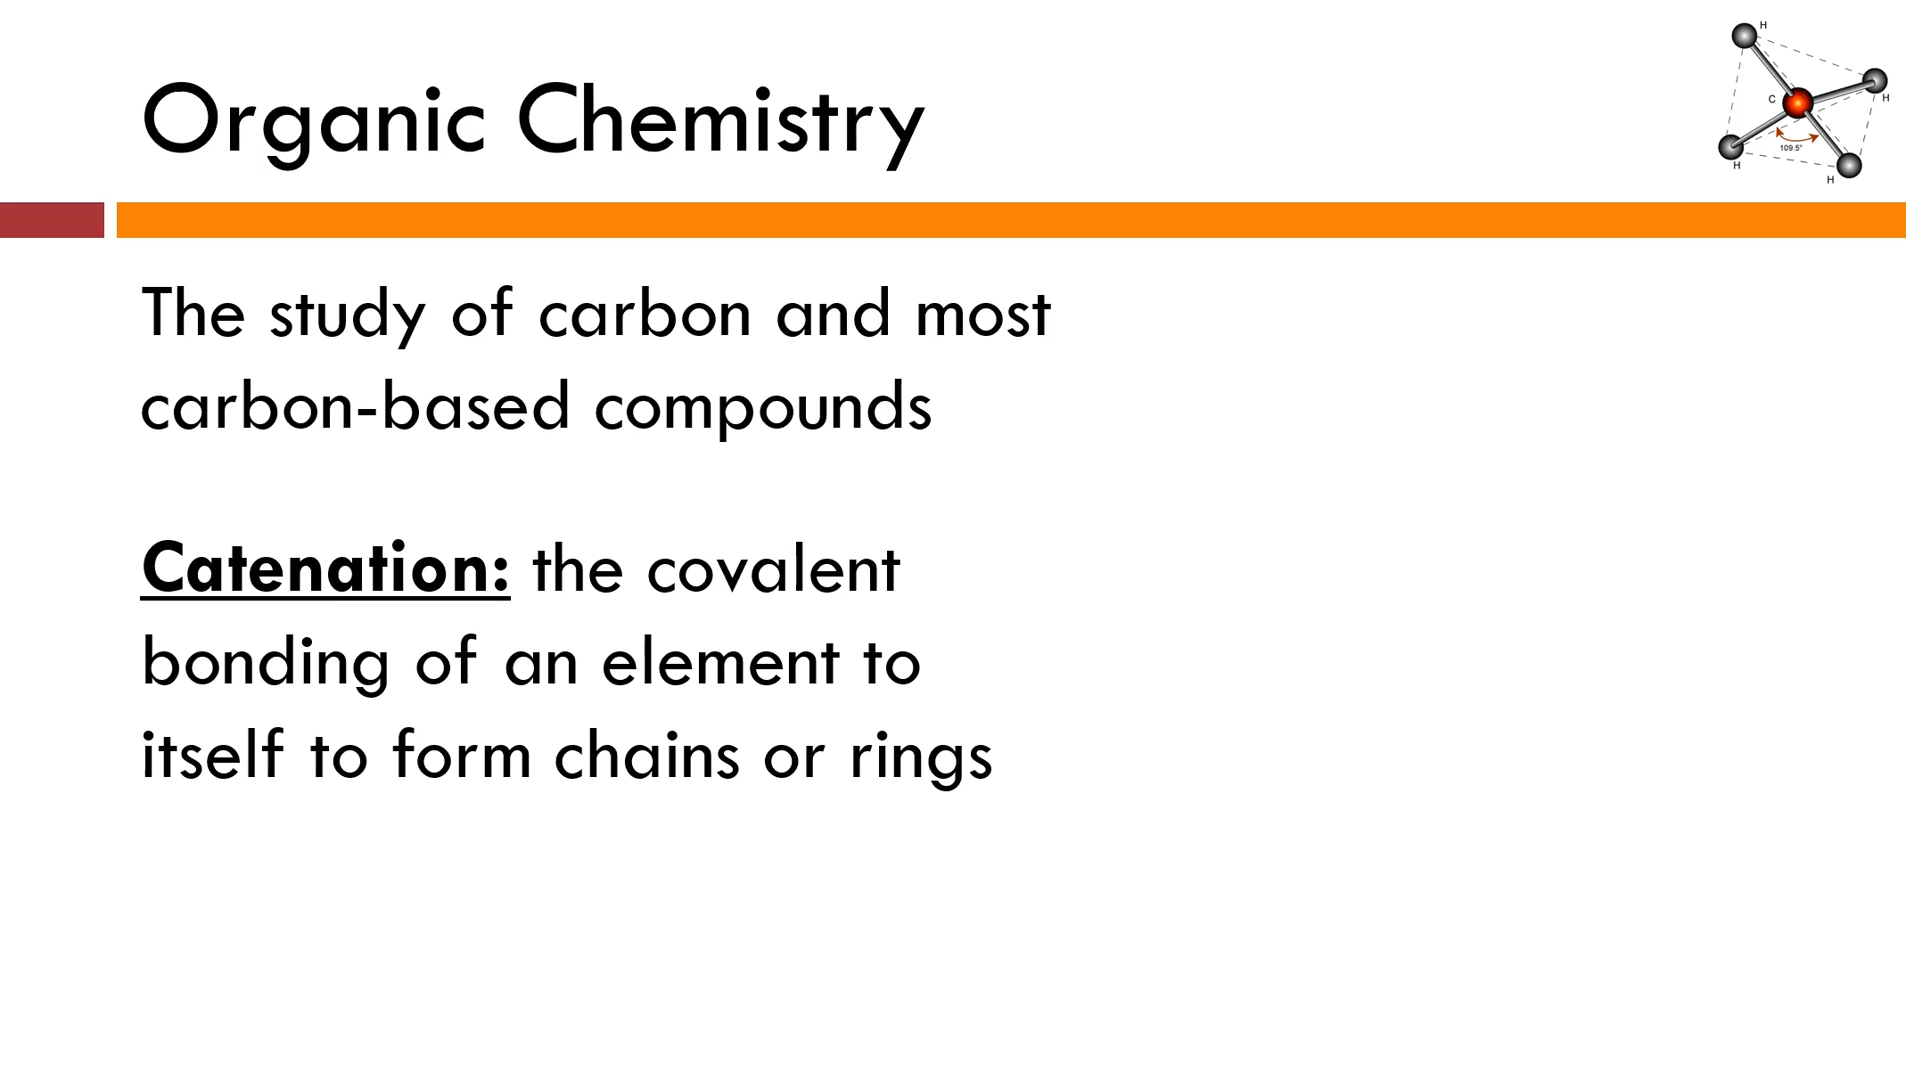 Organic Chemistry
H
H
C
109.5°
H
H
The study of carbon and most
carbon-based compounds
Catenation: the covalent
bonding of an element to
itself to form chains or rings